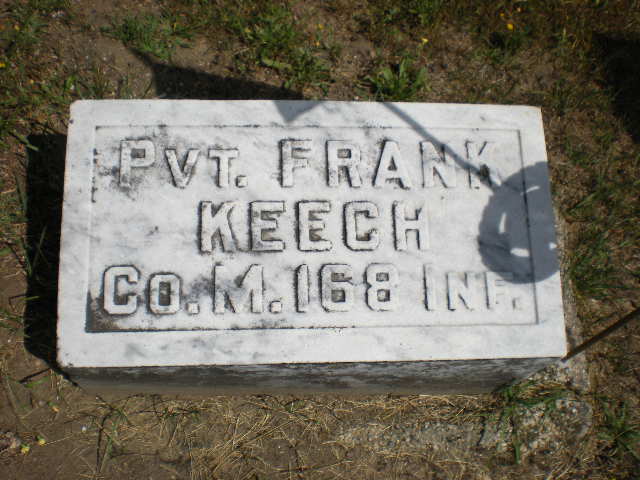 PVT. FRANK
KEECH
CO. M. 168 INF.